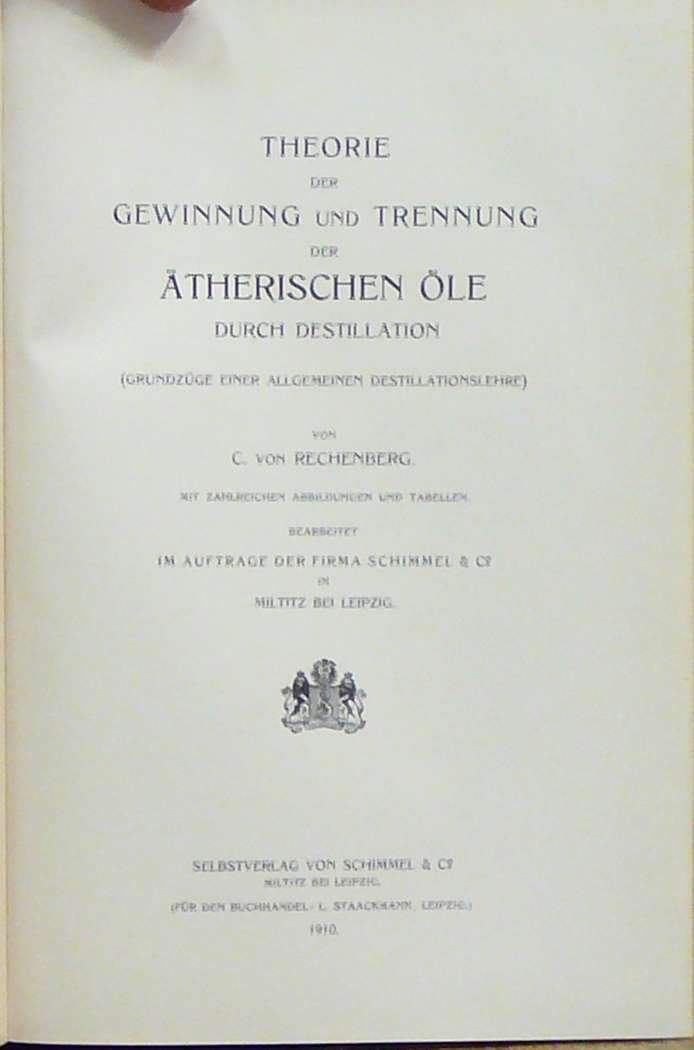 THEORIE
DER
GEWINNUNG UND TRENNUNG
DER
ÄTHERISCHEN ÖLE
DURCH DESTILLATION
(GRUNDZÜGE EINER ALLGEMEINEN DESTILLATIONSLEHRE)
VON
C. VON RECHENBERG.
MIT ZAHLREICHEN ABBILDUNGEN UND TABELLEN.
BEARBEITET
IM AUFTRAGE DER FIRMA SCHIMMEL & Co
IN
MILTITZ BEI LEIPZIG.
SELBSTVERLAG VON SCHIMMEL & Co
MILTITZ BEI LEIPZIG.
(FÜR DEN BUCHHANDEL: L. STAACKMANN, LEIPZIG.)
1910.